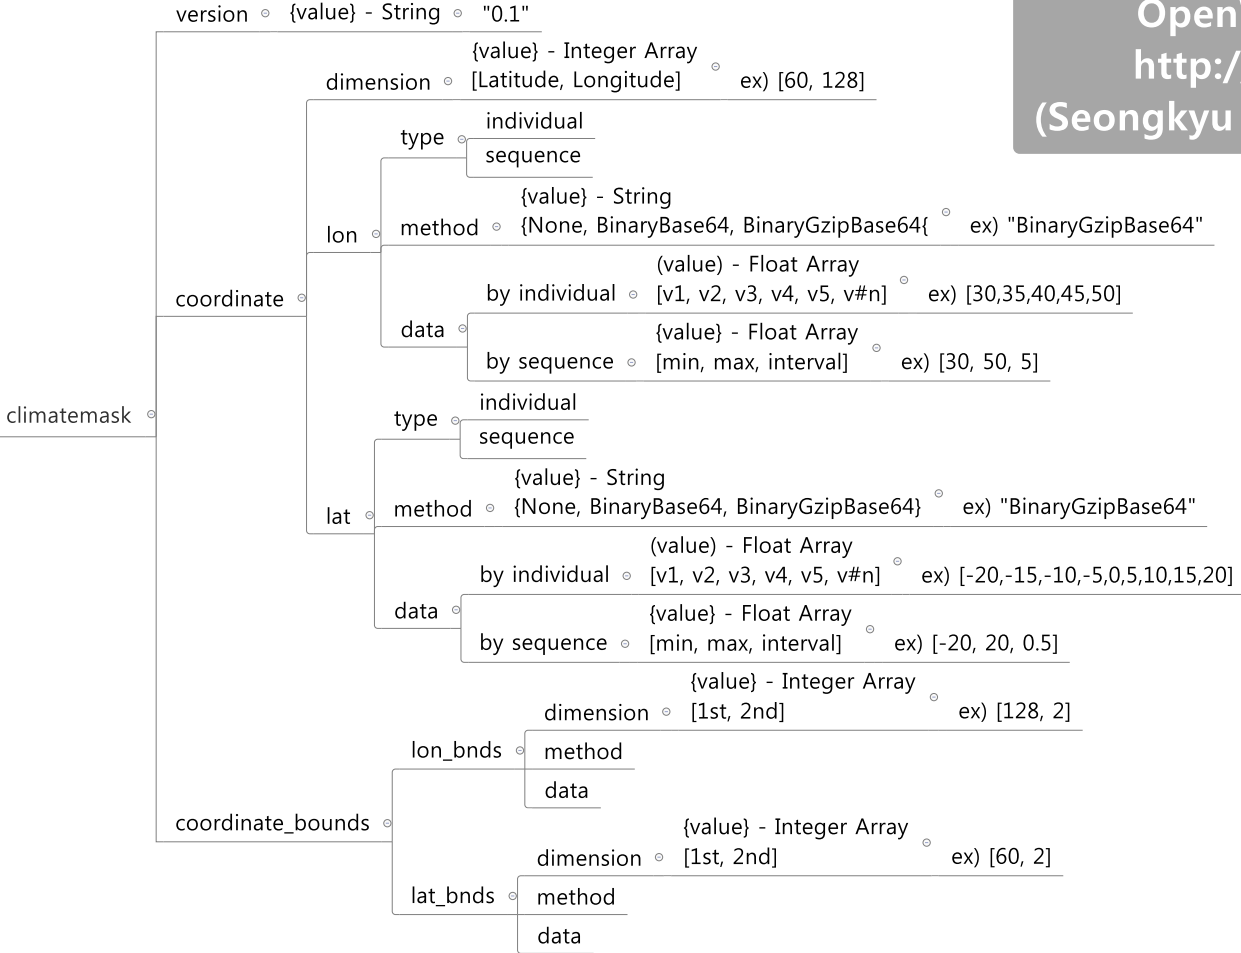 version {value} - String "0.1"
Open
http:/
(Seongkyu
dimension {value} - Integer Array
[Latitude, Longitude] ex) [60, 128]
type individual
sequence
lon
method {value} - String
{None, BinaryBase64, BinaryGzipBase64{ ex) "BinaryGzipBase64"
coordinate
data
by individual (value) - Float Array
[v1, v2, v3, v4, v5, v#n] ex) [30,35,40,45,50]
by sequence {value} - Float Array
[min, max, interval] ex) [30, 50, 5]
climatemask
type individual
sequence
lat
method {value} - String
{None, BinaryBase64, BinaryGzipBase64} ex) "BinaryGzipBase64"
data
by individual (value) - Float Array
[v1, v2, v3, v4, v5, v#n] ex) [-20,-15,-10,-5,0,5,10,15,20]
by sequence {value} - Float Array
[min, max, interval] ex) [-20, 20, 0.5]
coordinate_bounds
lon_bnds
dimension {value} - Integer Array
[1st, 2nd] ex) [128, 2]
method
data
lat_bnds
dimension {value} - Integer Array
[1st, 2nd] ex) [60, 2]
method
data